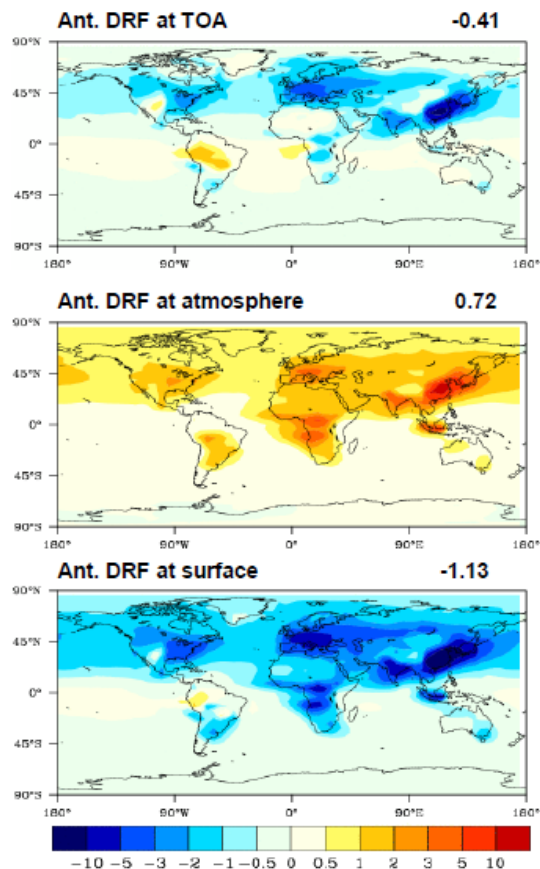 Ant. DRF at TOA -0.41
90°N
45°N
0°
45°S
90°S
180° 90°W 0° 90°E 180°
Ant. DRF at atmosphere 0.72
90°N
45°N
0°
45°S
90°S
180° 90°W 0° 90°E 180°
Ant. DRF at surface -1.13
90°N
45°N
0°
45°S
90°S
180° 90°W 0° 90°E 180°
-10 -5 -3 -2 -1 -0.5 0 0.5 1 2 3 5 10